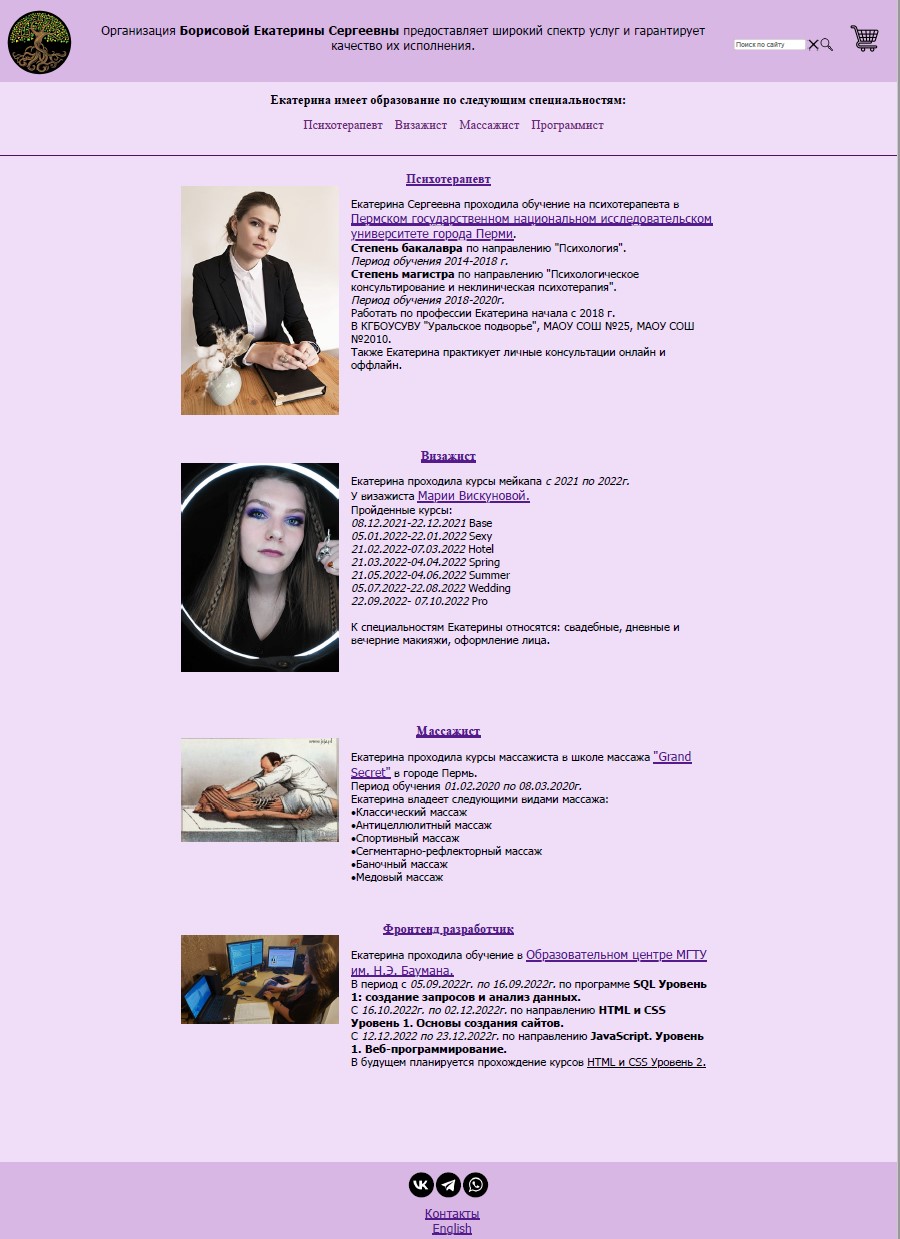 Организация Борисовой Екатерины Сергеевны предоставляет широкий спектр услуг и гарантирует
качество их исполнения.
Поиск по сайту
Екатерина имеет образование по следующим специальностям:
Психотерапевт Визажист Массажист Программист
Психотерапевт
Екатерина Сергеевна проходила обучение на психотерапевта в
Пермском государственном национальном исследовательском
университете города Перми.
Степень бакалавра по направлению "Психология".
Период обучения 2014-2018 г.
Степень магистра по направлению "Психологическое
консультирование и неклиническая психотерапия".
Период обучения 2018-2020г.
Работать по профессии Екатерина начала с 2018 г.
В КГБОУСУВУ "Уральское подворье", МАОУ СОШ №25, МАОУ СОШ
№2010.
Также Екатерина практикует личные консультации онлайн и
оффлайн.
Визажист
Екатерина проходила курсы мейкапа с 2021 по 2022г.
У визажиста Марии Вискуновой.
Пройденные курсы:
08.12.2021-22.12.2021 Base
05.01.2022-22.01.2022 Sexy
21.02.2022-07.03.2022 Hotel
21.03.2022-04.04.2022 Spring
21.05.2022-04.06.2022 Summer
05.07.2022-22.08.2022 Wedding
22.09.2022- 07.10.2022 Pro
К специальностям Екатерины относятся: свадебные, дневные и
вечерние макияжи, оформление лица.
Массажист
Екатерина проходила курсы массажиста в школе массажа "Grand
Secret" в городе Пермь.
Период обучения 01.02.2020 по 08.03.2020г.
Екатерина владеет следующими видами массажа:
•Классический массаж
•Антицеллюлитный массаж
•Спортивный массаж
•Сегментарно-рефлекторный массаж
•Баночный массаж
•Медовый массаж
Фронтенд разработчик
Екатерина проходила обучение в Образовательном центре МГТУ
им. Н.Э. Баумана.
В период с 05.09.2022г. по 16.09.2022г. по программе SQL Уровень
1: создание запросов и анализ данных.
С 16.10.2022г. по 02.12.2022г. по направлению HTML и CSS
Уровень 1. Основы создания сайтов.
С 12.12.2022 по 23.12.2022г. по направлению JavaScript. Уровень
1. Веб-программирование.
В будущем планируется прохождение курсов HTML и CSS Уровень 2.
Контакты
English